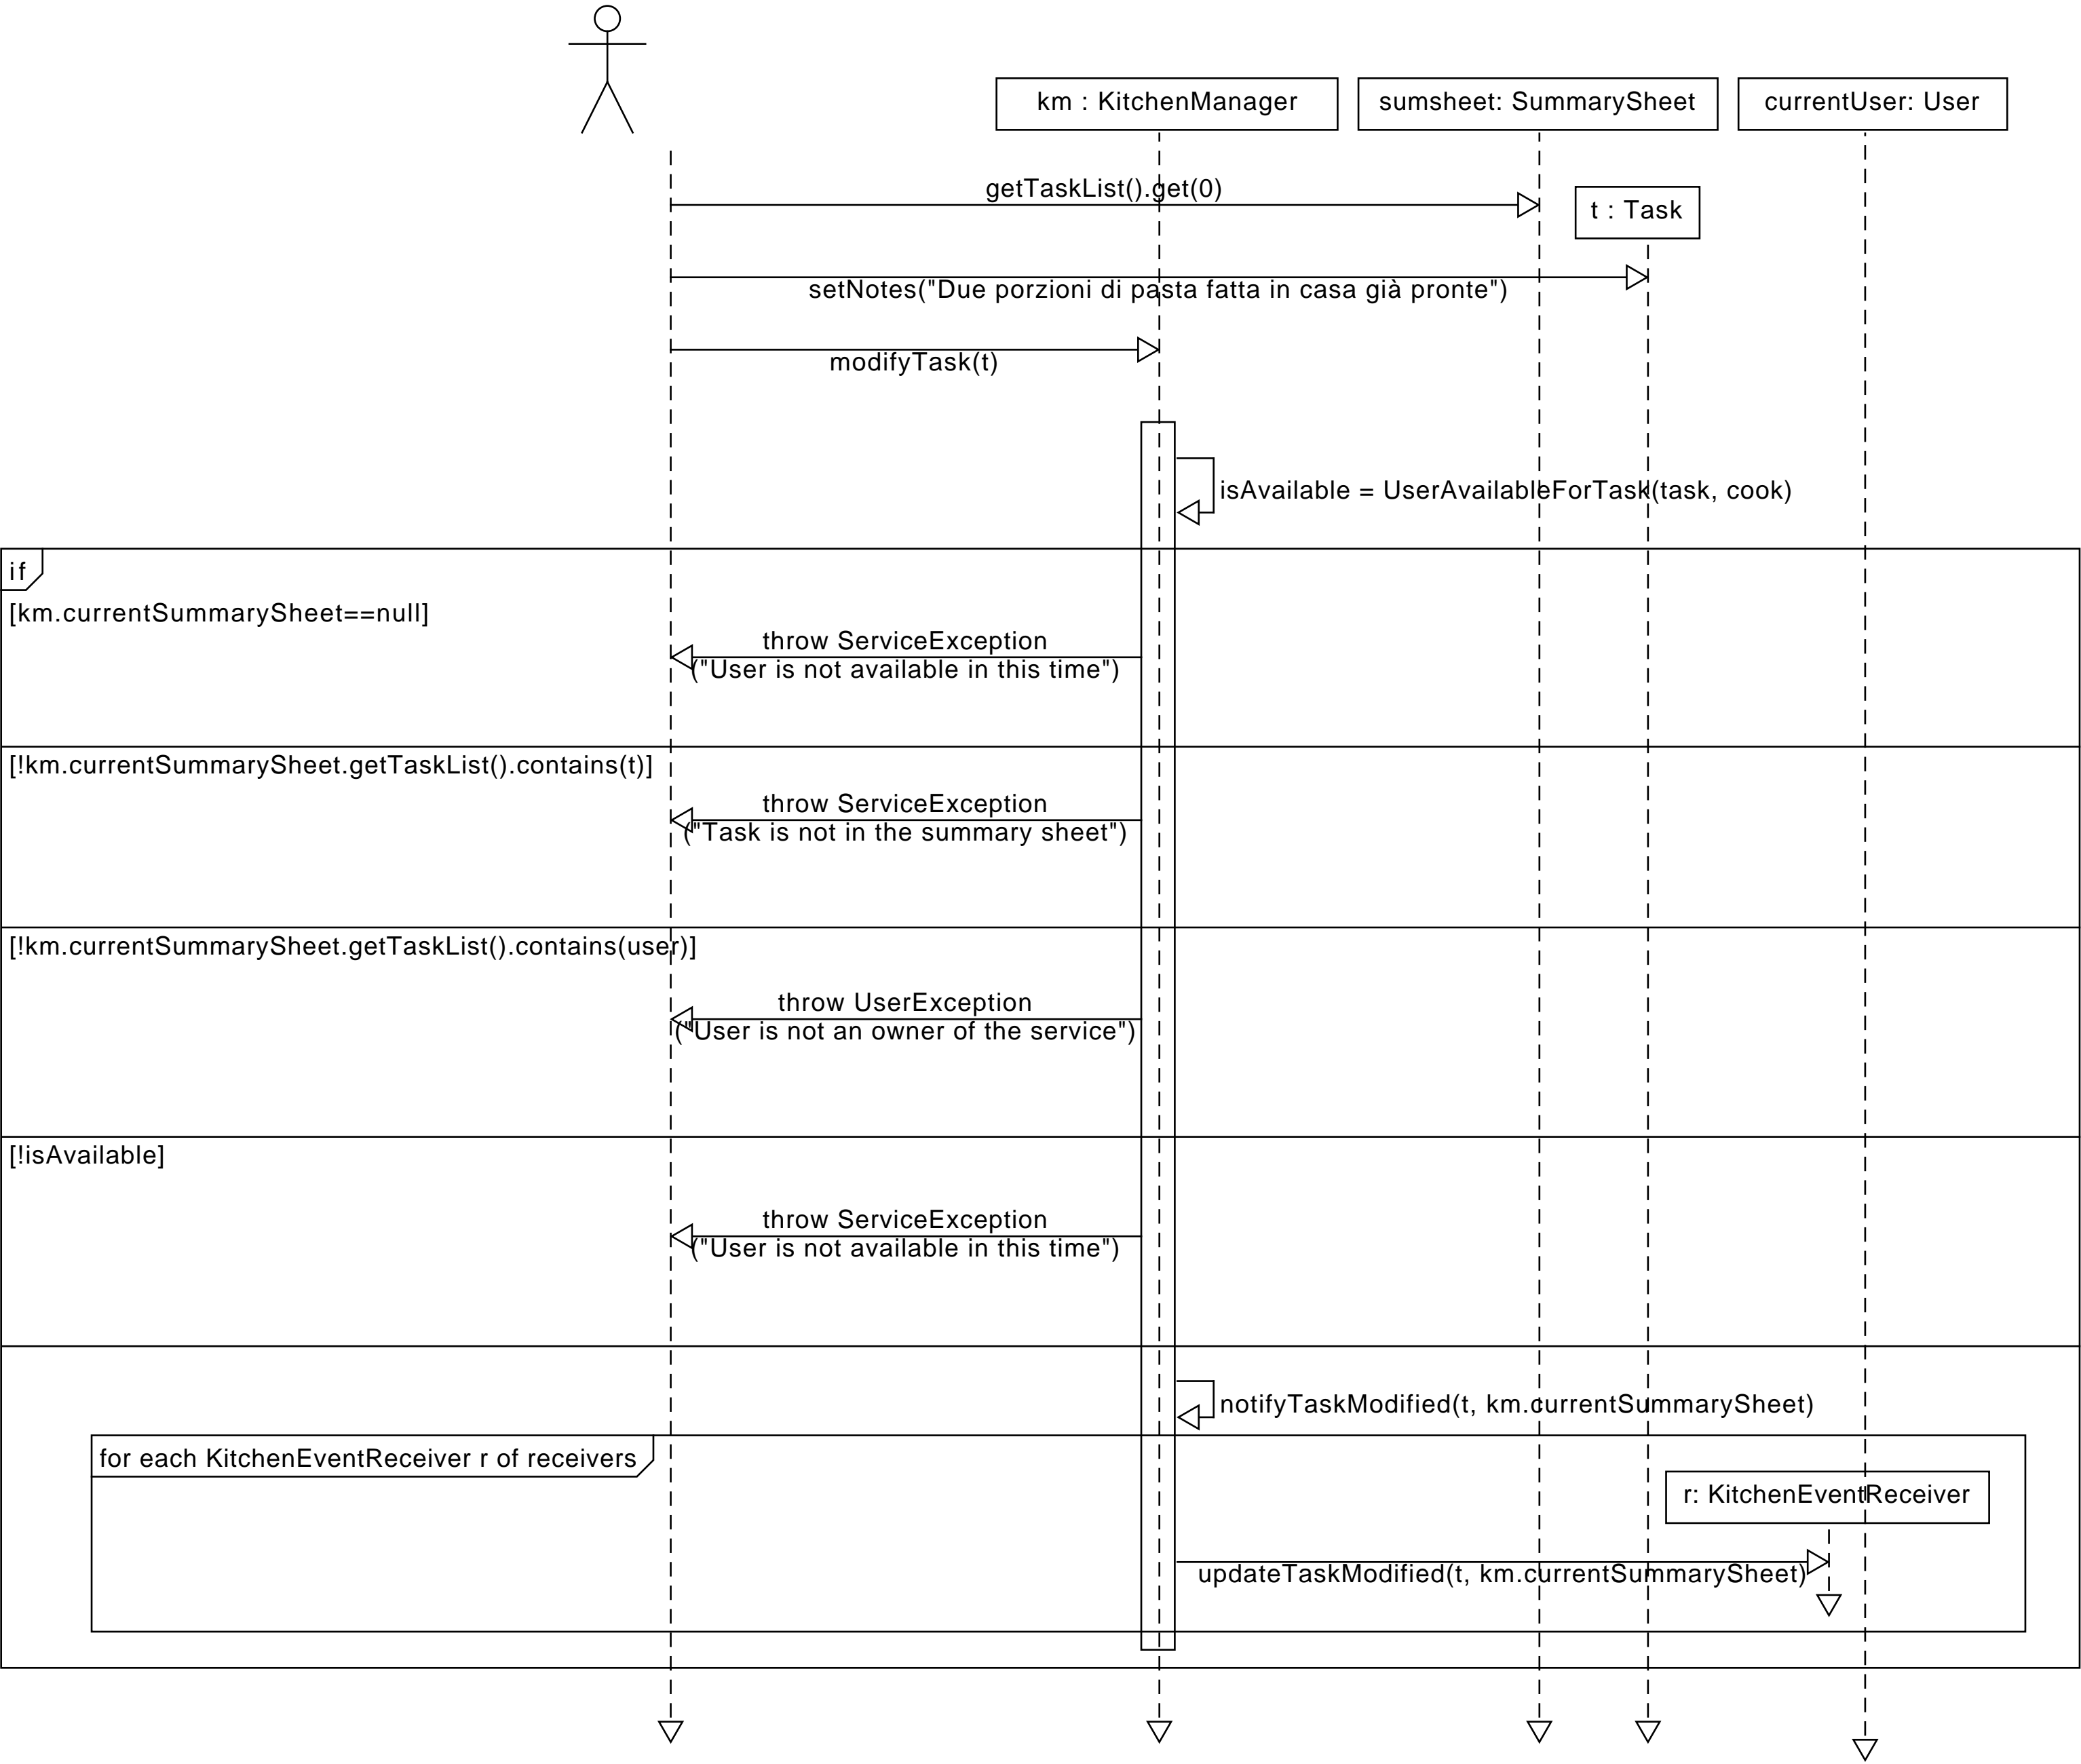 km : KitchenManager
sumsheet: SummarySheet
currentUser: User
getTaskList().get(0)
t : Task
setNotes("Due porzioni di pasta fatta in casa già pronte")
modifyTask(t)
isAvailable = UserAvailableForTask(task, cook)
if
[km.currentSummarySheet==null]
throw ServiceException
("User is not available in this time")
[!km.currentSummarySheet.getTaskList().contains(t)]
throw ServiceException
("Task is not in the summary sheet")
[!km.currentSummarySheet.getTaskList().contains(user)]
throw UserException
("User is not an owner of the service")
[!isAvailable]
throw ServiceException
("User is not available in this time")
notifyTaskModified(t, km.currentSummarySheet)
for each KitchenEventReceiver r of receivers
r: KitchenEventReceiver
updateTaskModified(t, km.currentSummarySheet)